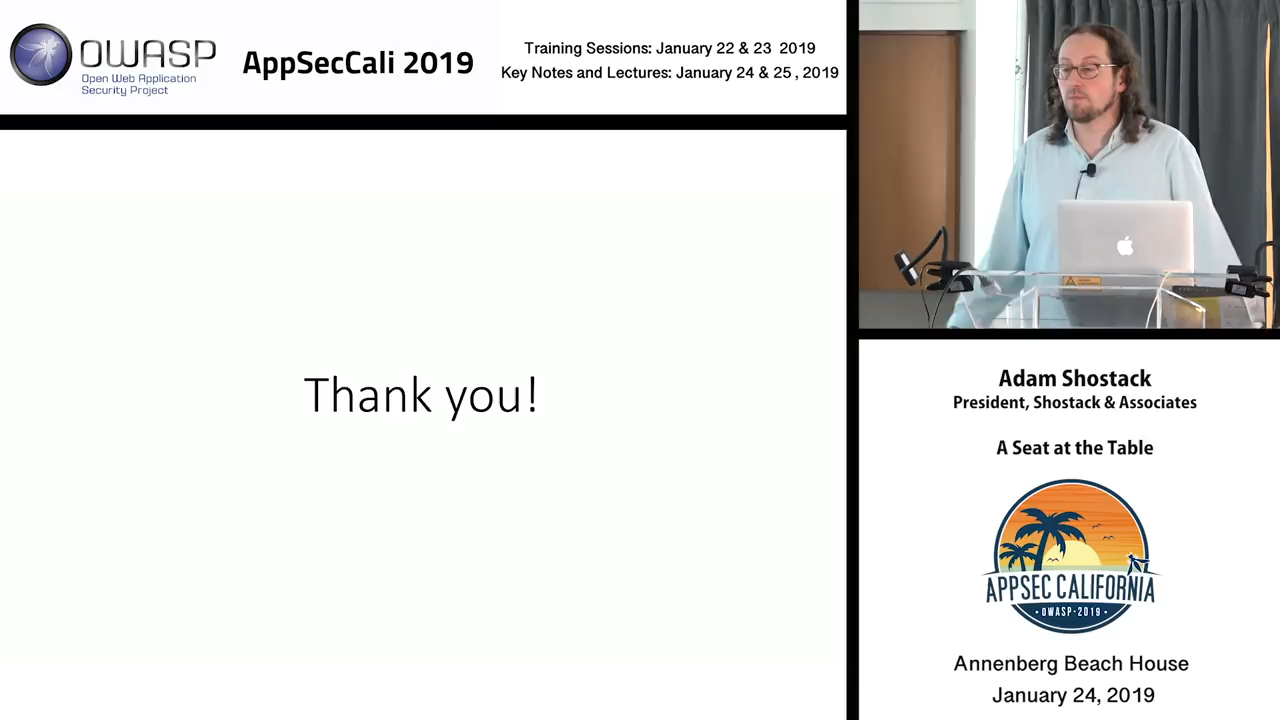 OWASP
Open Web Application
Security Project
AppSecCali 2019
Training Sessions: January 22 & 23 2019
Key Notes and Lectures: January 24 & 25 , 2019
Thank you!
Adam Shostack
President, Shostack & Associates
A Seat at the Table
APPSEC CALIFORNIA
• OWASP-2019 •
Annenberg Beach House
January 24, 2019